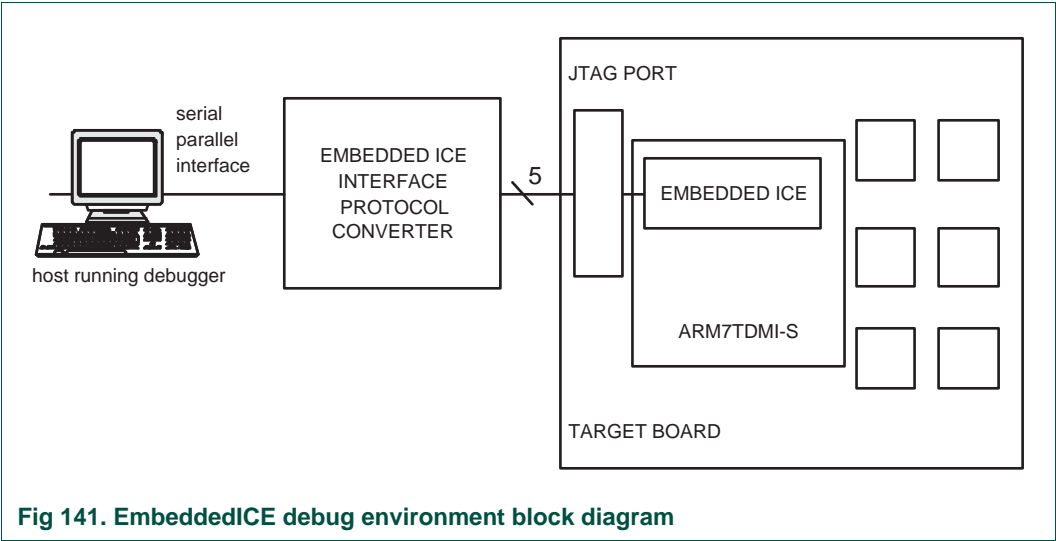 serial
parallel
interface
host running debugger
EMBEDDED ICE
INTERFACE
PROTOCOL
CONVERTER
5
JTAG PORT
EMBEDDED ICE
ARM7TDMI-S
TARGET BOARD
Fig 141. EmbeddedICE debug environment block diagram